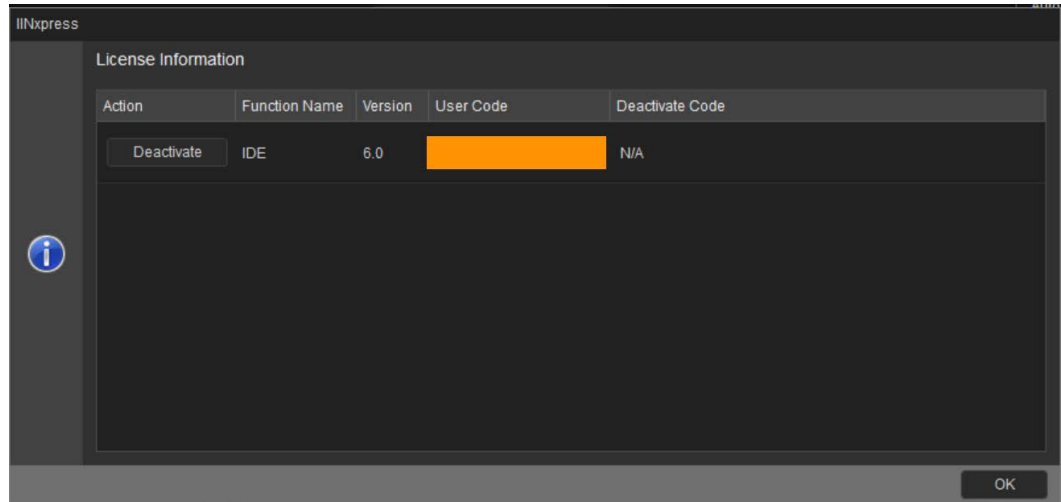 IINxpress
License Information
Action Function Name Version User Code Deactivate Code
Deactivate IDE 6.0 N/A
OK